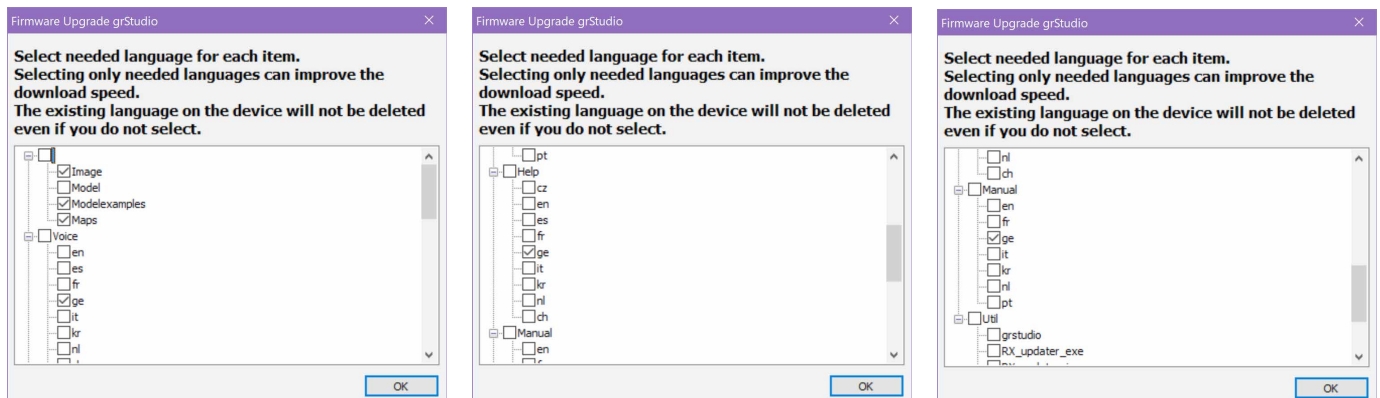 Firmware Upgrade grStudio
Select needed language for each item.
Selecting only needed languages can improve the
download speed.
The existing language on the device will not be deleted
even if you do not select.
Image
Model
Modelexamples
Maps
Voice
en
es
fr
ge
it
kr
nl
OK
Firmware Upgrade grStudio
Select needed language for each item.
Selecting only needed languages can improve the
download speed.
The existing language on the device will not be deleted
even if you do not select.
pt
Help
cz
en
es
fr
ge
it
kr
nl
ch
Manual
en
OK
Firmware Upgrade grStudio
Select needed language for each item.
Selecting only needed languages can improve the
download speed.
The existing language on the device will not be deleted
even if you do not select.
nl
ch
Manual
en
fr
ge
it
kr
nl
pt
Util
grstudio
RX_updater_exe
OK